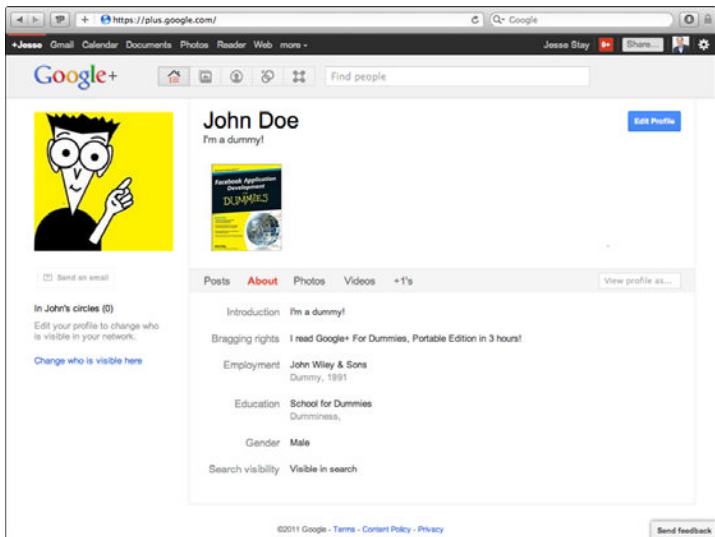 https://plus.google.com/
Google
+Jesse Gmail Calendar Documents Photos Reader Web more
Jesse Stay 9+ Share...
Google+
Find people
John Doe
I'm a dummy!
Edit Profile
Facebook Application
Development
FOR
DUMMIES
Send an email
Posts About Photos Videos +1's
View profile as...
In John's circles (0)
Edit your profile to change who
is visible in your network.
Change who is visible here
Introduction I'm a dummy!
Bragging rights I read Google+ For Dummies, Portable Edition in 3 hours!
Employment John Wiley & Sons
Dummy, 1991
Education School for Dummies
Dumminess,
Gender Male
Search visibility Visible in search
©2011 Google - Terms - Content Policy - Privacy
Send feedback